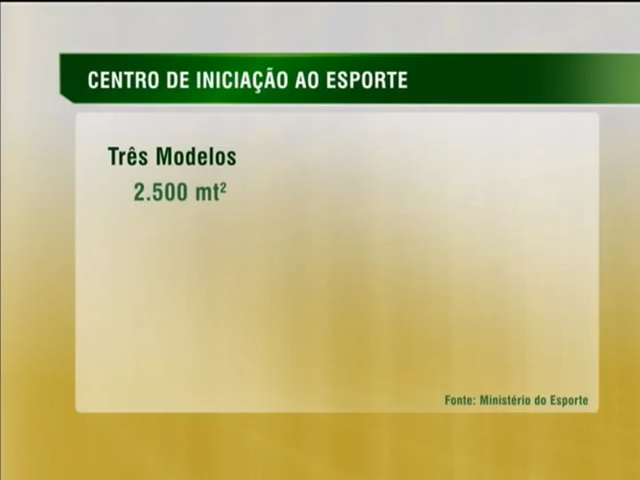 CENTRO DE INICIAÇÃO AO ESPORTE
Três Modelos
2.500 mt²
Fonte: Ministério do Esporte